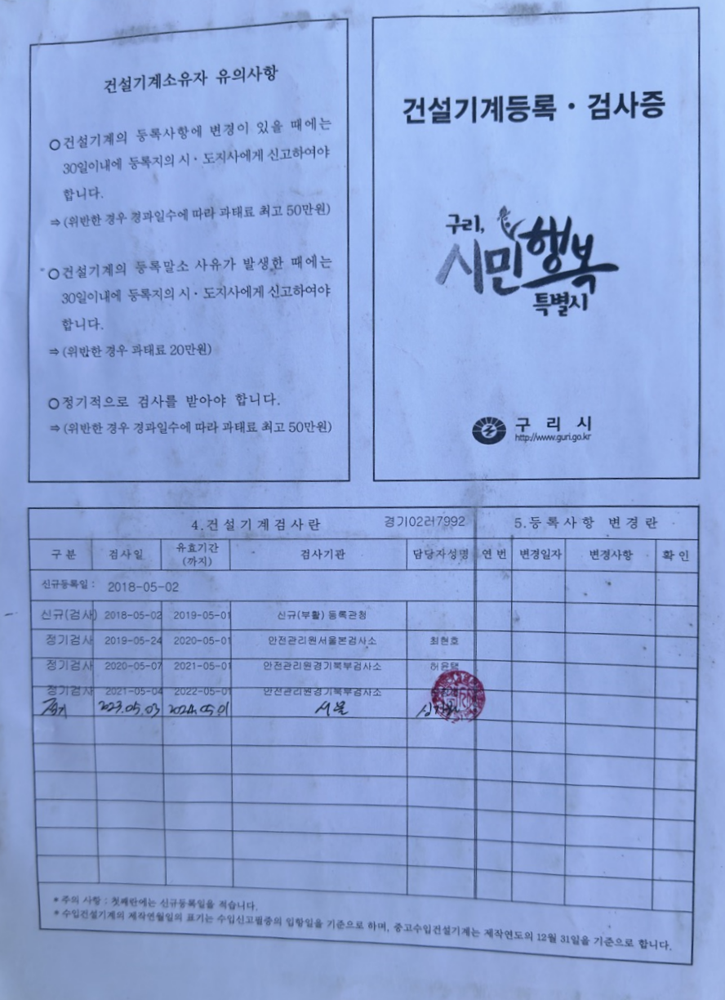 건설기계소유자 유의사항
○건설기계의 등록사항에 변경이 있을 때에는
30일이내에 등록지의 시·도지사에게 신고하여야
합니다.
⇒ (위반한 경우 경과일수에 따라 과태료 최고 50만원)
○건설기계의 등록말소 사유가 발생한 때에는
30일이내에 등록지의 시·도지사에게 신고하여야
합니다.
⇒ (위반한 경우 과태료 20만원)
○정기적으로 검사를 받아야 합니다.
⇒ (위반한 경우 경과일수에 따라 과태료 최고 50만원)
건설기계등록·검사증
구리,
시민행복
특별시
구리시
http://www.guri.go.kr
4.건설기계검사란 경기02러7992 5.등록사항 변경란
구분 검사일 유효기간(까지) 검사기관 담당자성명 연번 변경일자 변경사항 확인
신규등록일 : 2018-05-02
신규(검사) 2018-05-02 2019-05-01 신규(부활) 등록관청
정기검사 2019-05-24 2020-05-01 안전관리원서울본검사소 최현호
정기검사 2020-05-07 2021-05-01 안전관리원경기북부검사소 허윤택
정기검사 2021-05-04 2022-05-01 안전관리원경기북부검사소
정기 2023.05.03 2024.05.01 서울
* 주의 사항 : 첫째란에는 신규등록일을 적습니다.
* 수입건설기계의 제작연월일의 표기는 수입신고필증의 입항일을 기준으로 하며, 중고수입건설기계는 제작연도의 12월 31일을 기준으로 합니다.